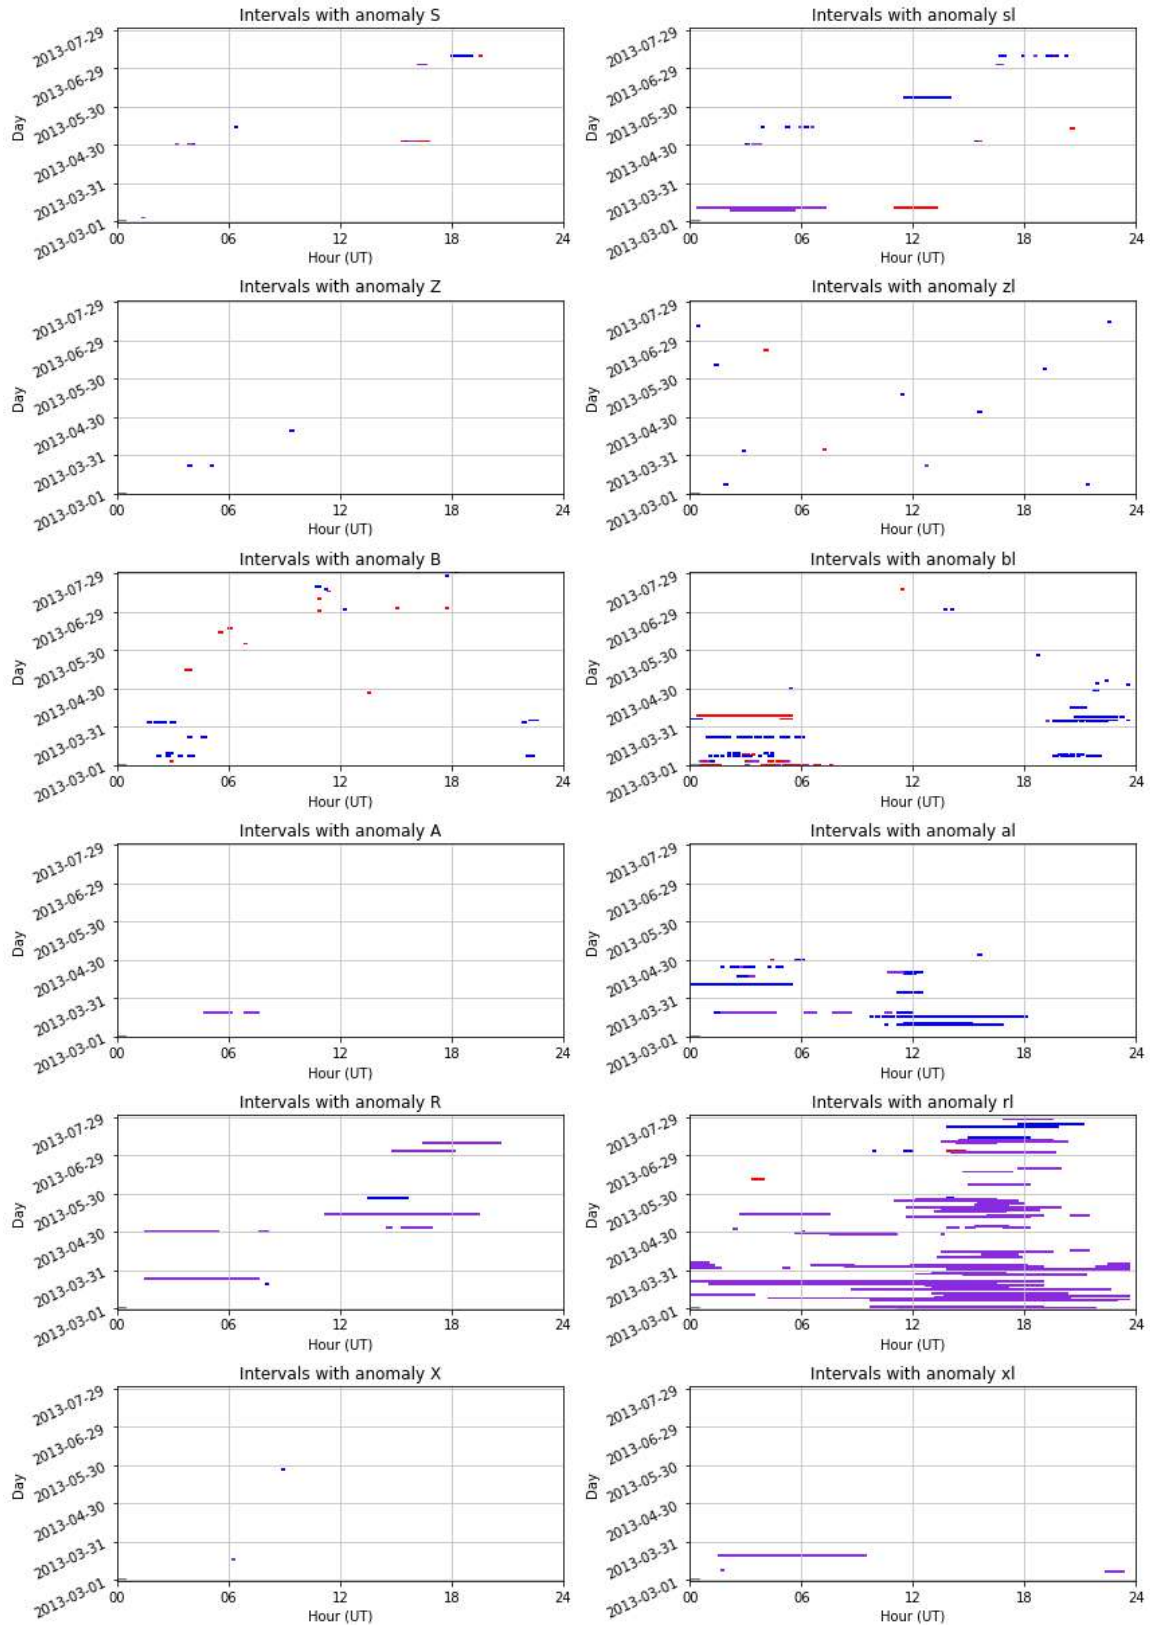 Intervals with anomaly S
2013-07-29
2013-06-29
2013-05-30
2013-04-30
2013-03-31
2013-03-01
Day
00 06 12 18 24
Hour (UT)
Intervals with anomaly sl
2013-07-29
2013-06-29
2013-05-30
2013-04-30
2013-03-31
2013-03-01
Day
00 06 12 18 24
Hour (UT)
Intervals with anomaly Z
2013-07-29
2013-06-29
2013-05-30
2013-04-30
2013-03-31
2013-03-01
Day
00 06 12 18 24
Hour (UT)
Intervals with anomaly zl
2013-07-29
2013-06-29
2013-05-30
2013-04-30
2013-03-31
2013-03-01
Day
00 06 12 18 24
Hour (UT)
Intervals with anomaly B
2013-07-29
2013-06-29
2013-05-30
2013-04-30
2013-03-31
2013-03-01
Day
00 06 12 18 24
Hour (UT)
Intervals with anomaly bl
2013-07-29
2013-06-29
2013-05-30
2013-04-30
2013-03-31
2013-03-01
Day
00 06 12 18 24
Hour (UT)
Intervals with anomaly A
2013-07-29
2013-06-29
2013-05-30
2013-04-30
2013-03-31
2013-03-01
Day
00 06 12 18 24
Hour (UT)
Intervals with anomaly al
2013-07-29
2013-06-29
2013-05-30
2013-04-30
2013-03-31
2013-03-01
Day
00 06 12 18 24
Hour (UT)
Intervals with anomaly R
2013-07-29
2013-06-29
2013-05-30
2013-04-30
2013-03-31
2013-03-01
Day
00 06 12 18 24
Hour (UT)
Intervals with anomaly rl
2013-07-29
2013-06-29
2013-05-30
2013-04-30
2013-03-31
2013-03-01
Day
00 06 12 18 24
Hour (UT)
Intervals with anomaly X
2013-07-29
2013-06-29
2013-05-30
2013-04-30
2013-03-31
2013-03-01
Day
00 06 12 18 24
Hour (UT)
Intervals with anomaly xl
2013-07-29
2013-06-29
2013-05-30
2013-04-30
2013-03-31
2013-03-01
Day
00 06 12 18 24
Hour (UT)